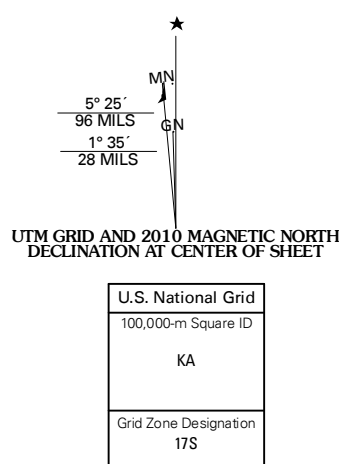 MN
5° 25´
96 MILS
GN
1° 35´
28 MILS
UTM GRID AND 2010 MAGNETIC NORTH
DECLINATION AT CENTER OF SHEET
U.S. National Grid
100,000-m Square ID
KA
Grid Zone Designation
17S